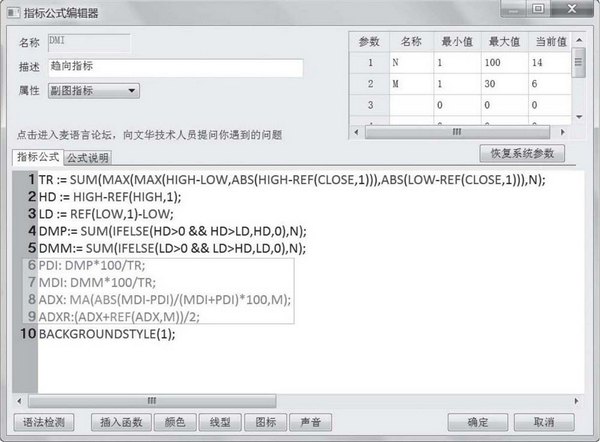 指标公式编辑器
名称 DMI
描述 趋向指标
属性 副图指标
参数 名称 最小值 最大值 当前值
1 N 1 100 14
2 M 1 30 6
3 0 0 0
点击进入麦语言论坛，向文华技术人员提问你遇到的问题
恢复系统参数
指标公式 公式说明
1 TR := SUM(MAX(MAX(HIGH-LOW,ABS(HIGH-REF(CLOSE,1))),ABS(LOW-REF(CLOSE,1))),N);
2 HD := HIGH-REF(HIGH,1);
3 LD := REF(LOW,1)-LOW;
4 DMP:= SUM(IFELSE(HD>0 && HD>LD,HD,0),N);
5 DMM:= SUM(IFELSE(LD>0 && LD>HD,LD,0),N);
6 PDI: DMP*100/TR;
7 MDI: DMM*100/TR;
8 ADX: MA(ABS(MDI-PDI)/(MDI+PDI)*100,M);
9 ADXR:(ADX+REF(ADX,M))/2;
10 BACKGROUNDSTYLE(1);
语法检测 插入函数 颜色 线型 图标 声音 确定 取消